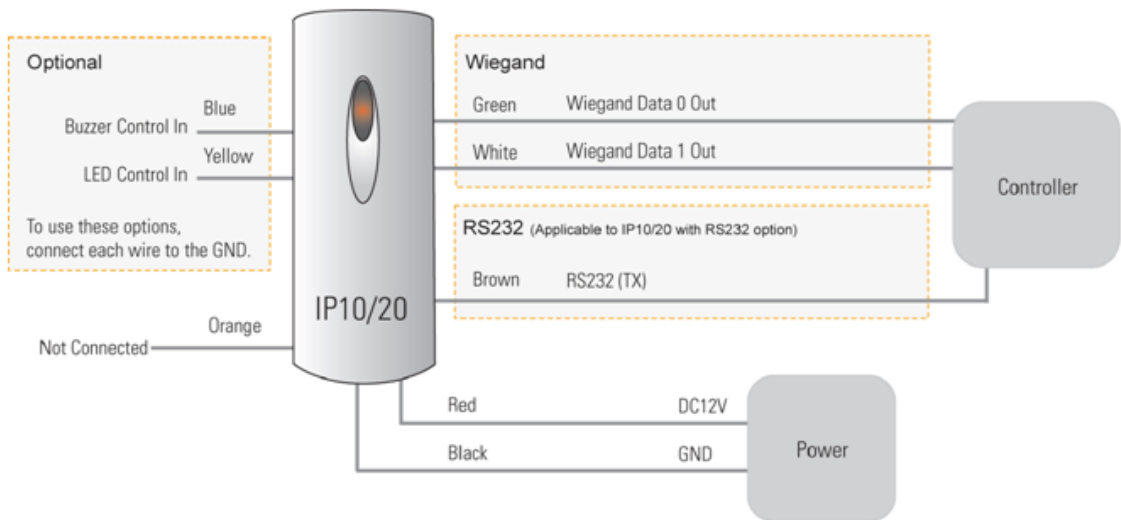 Optional
Blue
Buzzer Control In
Yellow
LED Control In
To use these options,
connect each wire to the GND.
Orange
Not Connected
IP10/20
Wiegand
Green Wiegand Data 0 Out
White Wiegand Data 1 Out
RS232 (Applicable to IP10/20 with RS232 option)
Brown RS232 (TX)
Controller
Red DC12V
Black GND
Power